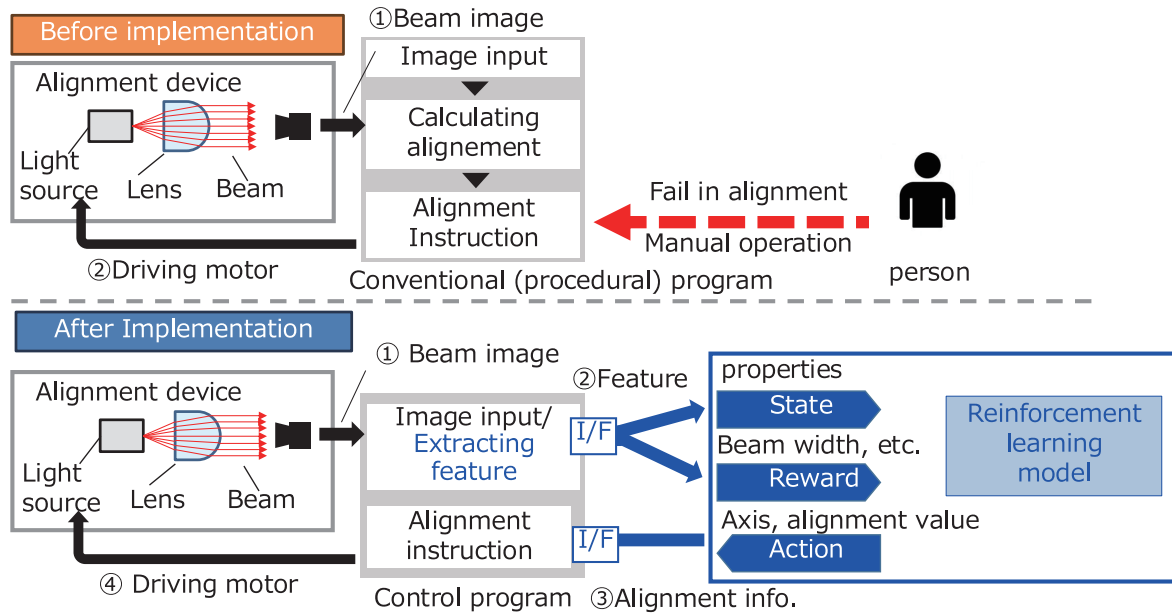 Before implementation
①Beam image
Alignment device
Light
source
Lens
Beam
Image input
Calculating
alignement
Alignment
Instruction
Fail in alignment
Manual operation
person
②Driving motor
Conventional (procedural) program
After Implementation
① Beam image
Alignment device
Light
source
Lens
Beam
Image input/
Extracting
feature
Alignment
instruction
②Feature
I/F
I/F
properties
State
Beam width, etc.
Reward
Axis, alignment value
Action
Reinforcement
learning
model
④ Driving motor
Control program
③Alignment info.